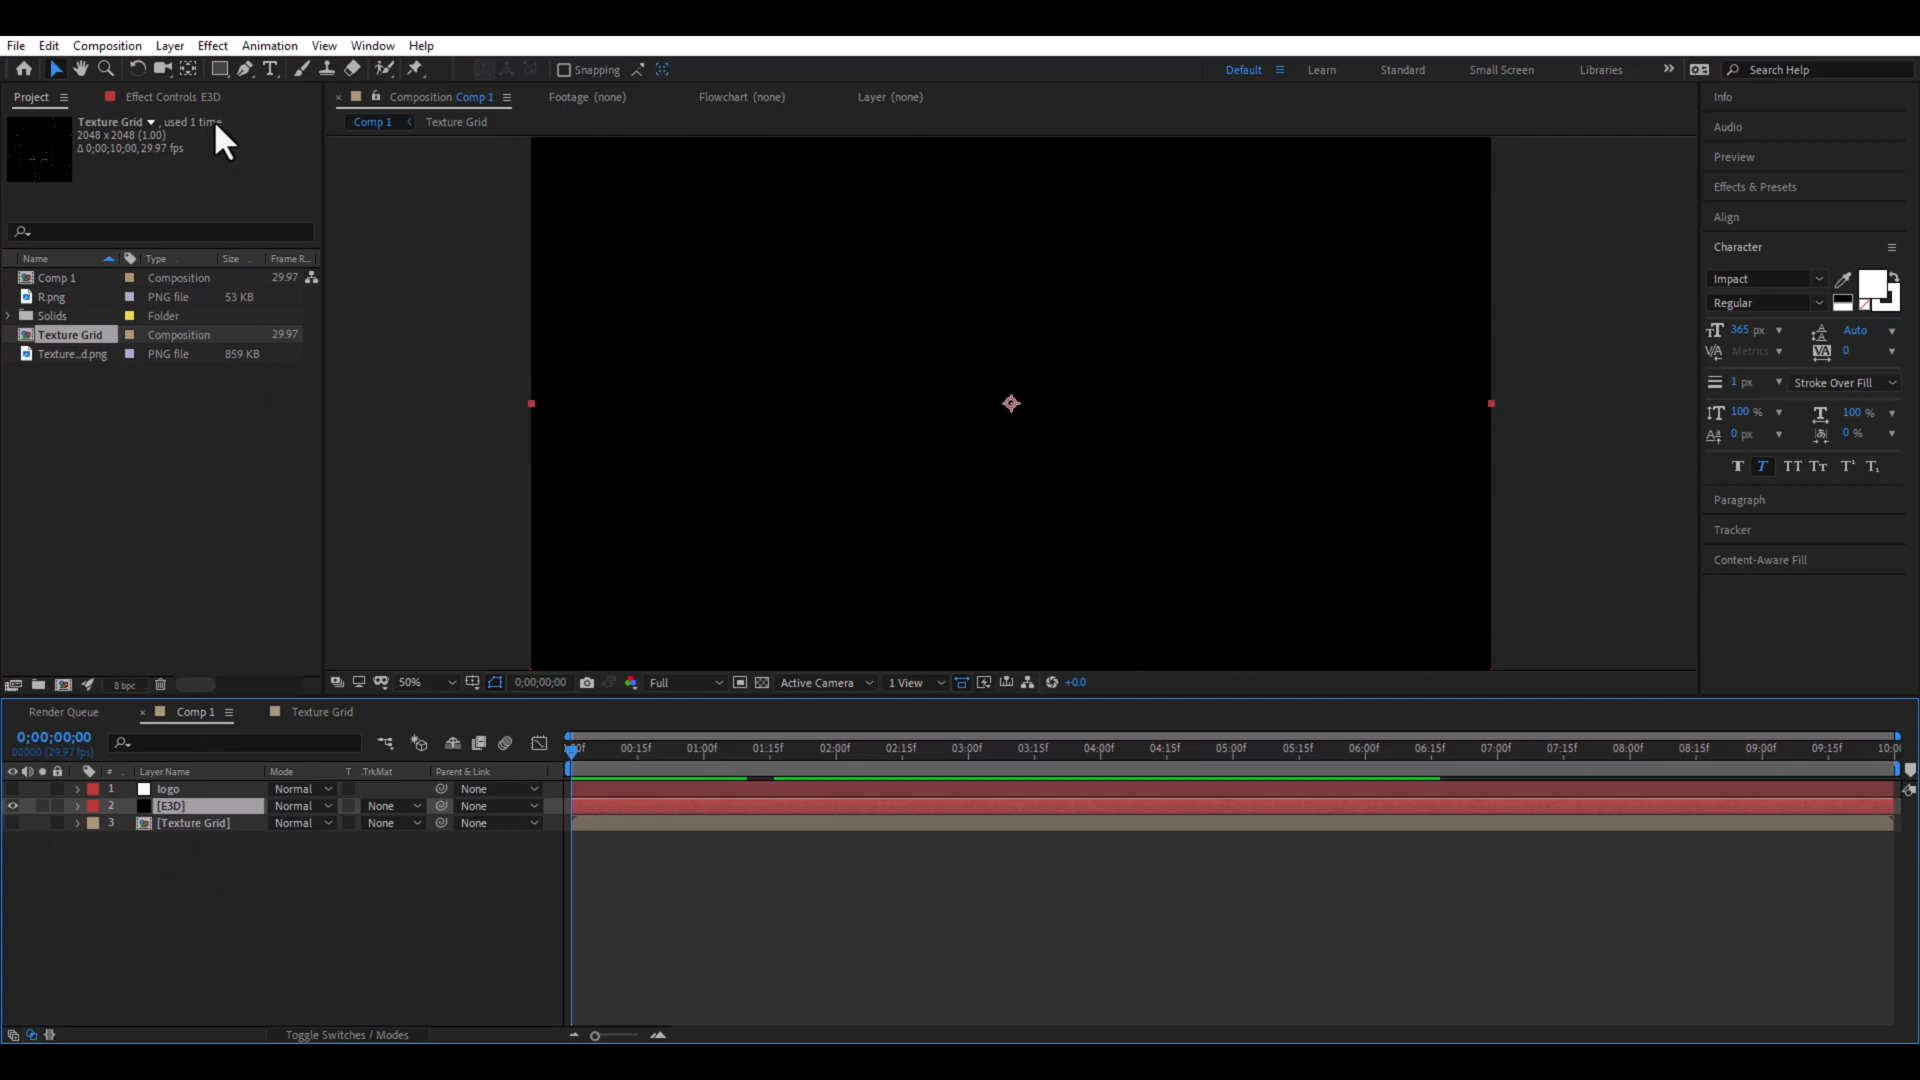 File Edit Composition Layer Effect Animation View Window Help
Snapping Default Learn Standard Small Screen Libraries Search Help
Project Effect Controls E3D
Composition Comp 1 Footage (none) Flowchart (none) Layer (none)
Comp 1 Texture Grid
Texture Grid , used 1 time
2048 x 2048 (1.00)
Δ 0;00;10;00, 29.97 fps
Name Type Size Frame R...
Comp 1 Composition 29.97
R.png PNG file 53 KB
Solids Folder
Texture Grid Composition 29.97
Texture...d.png PNG file 859 KB
8 bpc
50% 0;00;00;00 Full Active Camera 1 View +0.0
Info
Audio
Preview
Effects & Presets
Align
Character
Impact
Regular
365 px Auto
Metrics 0
1 px Stroke Over Fill
100 % 100 %
0 px 0 %
T T TT Tt T¹ T₁
Paragraph
Tracker
Content-Aware Fill
Render Queue Comp 1 Texture Grid
0;00;00;00
00000 (29.97 fps)
00:15f 01:00f 01:15f 02:00f 02:15f 03:00f 03:15f 04:00f 04:15f 05:00f 05:15f 06:00f 06:15f 07:00f 07:15f 08:00f 08:15f 09:00f 09:15f 10:0
# Layer Name Mode T .TrkMat Parent & Link
1 logo Normal None
2 [E3D] Normal None None
3 [Texture Grid] Normal None None
Toggle Switches / Modes